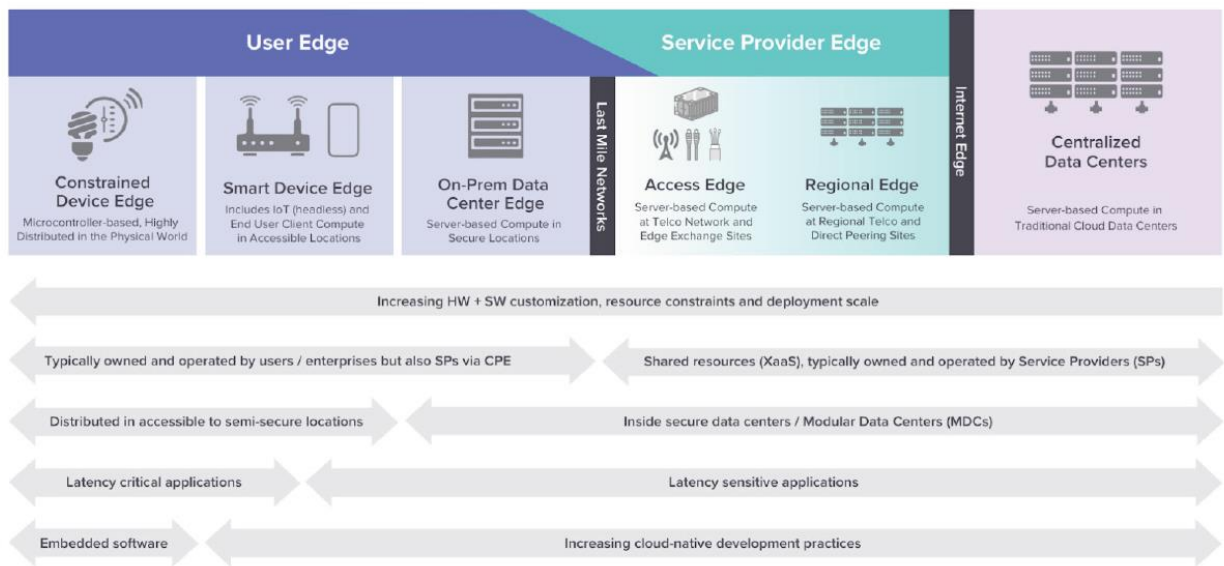 User Edge
Service Provider Edge
Constrained
Device Edge
Microcontroller-based, Highly
Distributed in the Physical World
Smart Device Edge
Includes IoT (headless) and
End User Client Compute
in Accessible Locations
On-Prem Data
Center Edge
Server-based Compute in
Secure Locations
Last Mile Networks
Access Edge
Server-based Compute
at Telco Network and
Edge Exchange Sites
Regional Edge
Server-based Compute
at Regional Telco and
Direct Peering Sites
Internet Edge
Centralized
Data Centers
Server-based Compute in
Traditional Cloud Data Centers
Increasing HW + SW customization, resource constraints and deployment scale
Typically owned and operated by users / enterprises but also SPs via CPE
Shared resources (XaaS), typically owned and operated by Service Providers (SPs)
Distributed in accessible to semi-secure locations
Inside secure data centers / Modular Data Centers (MDCs)
Latency critical applications
Latency sensitive applications
Embedded software
Increasing cloud-native development practices